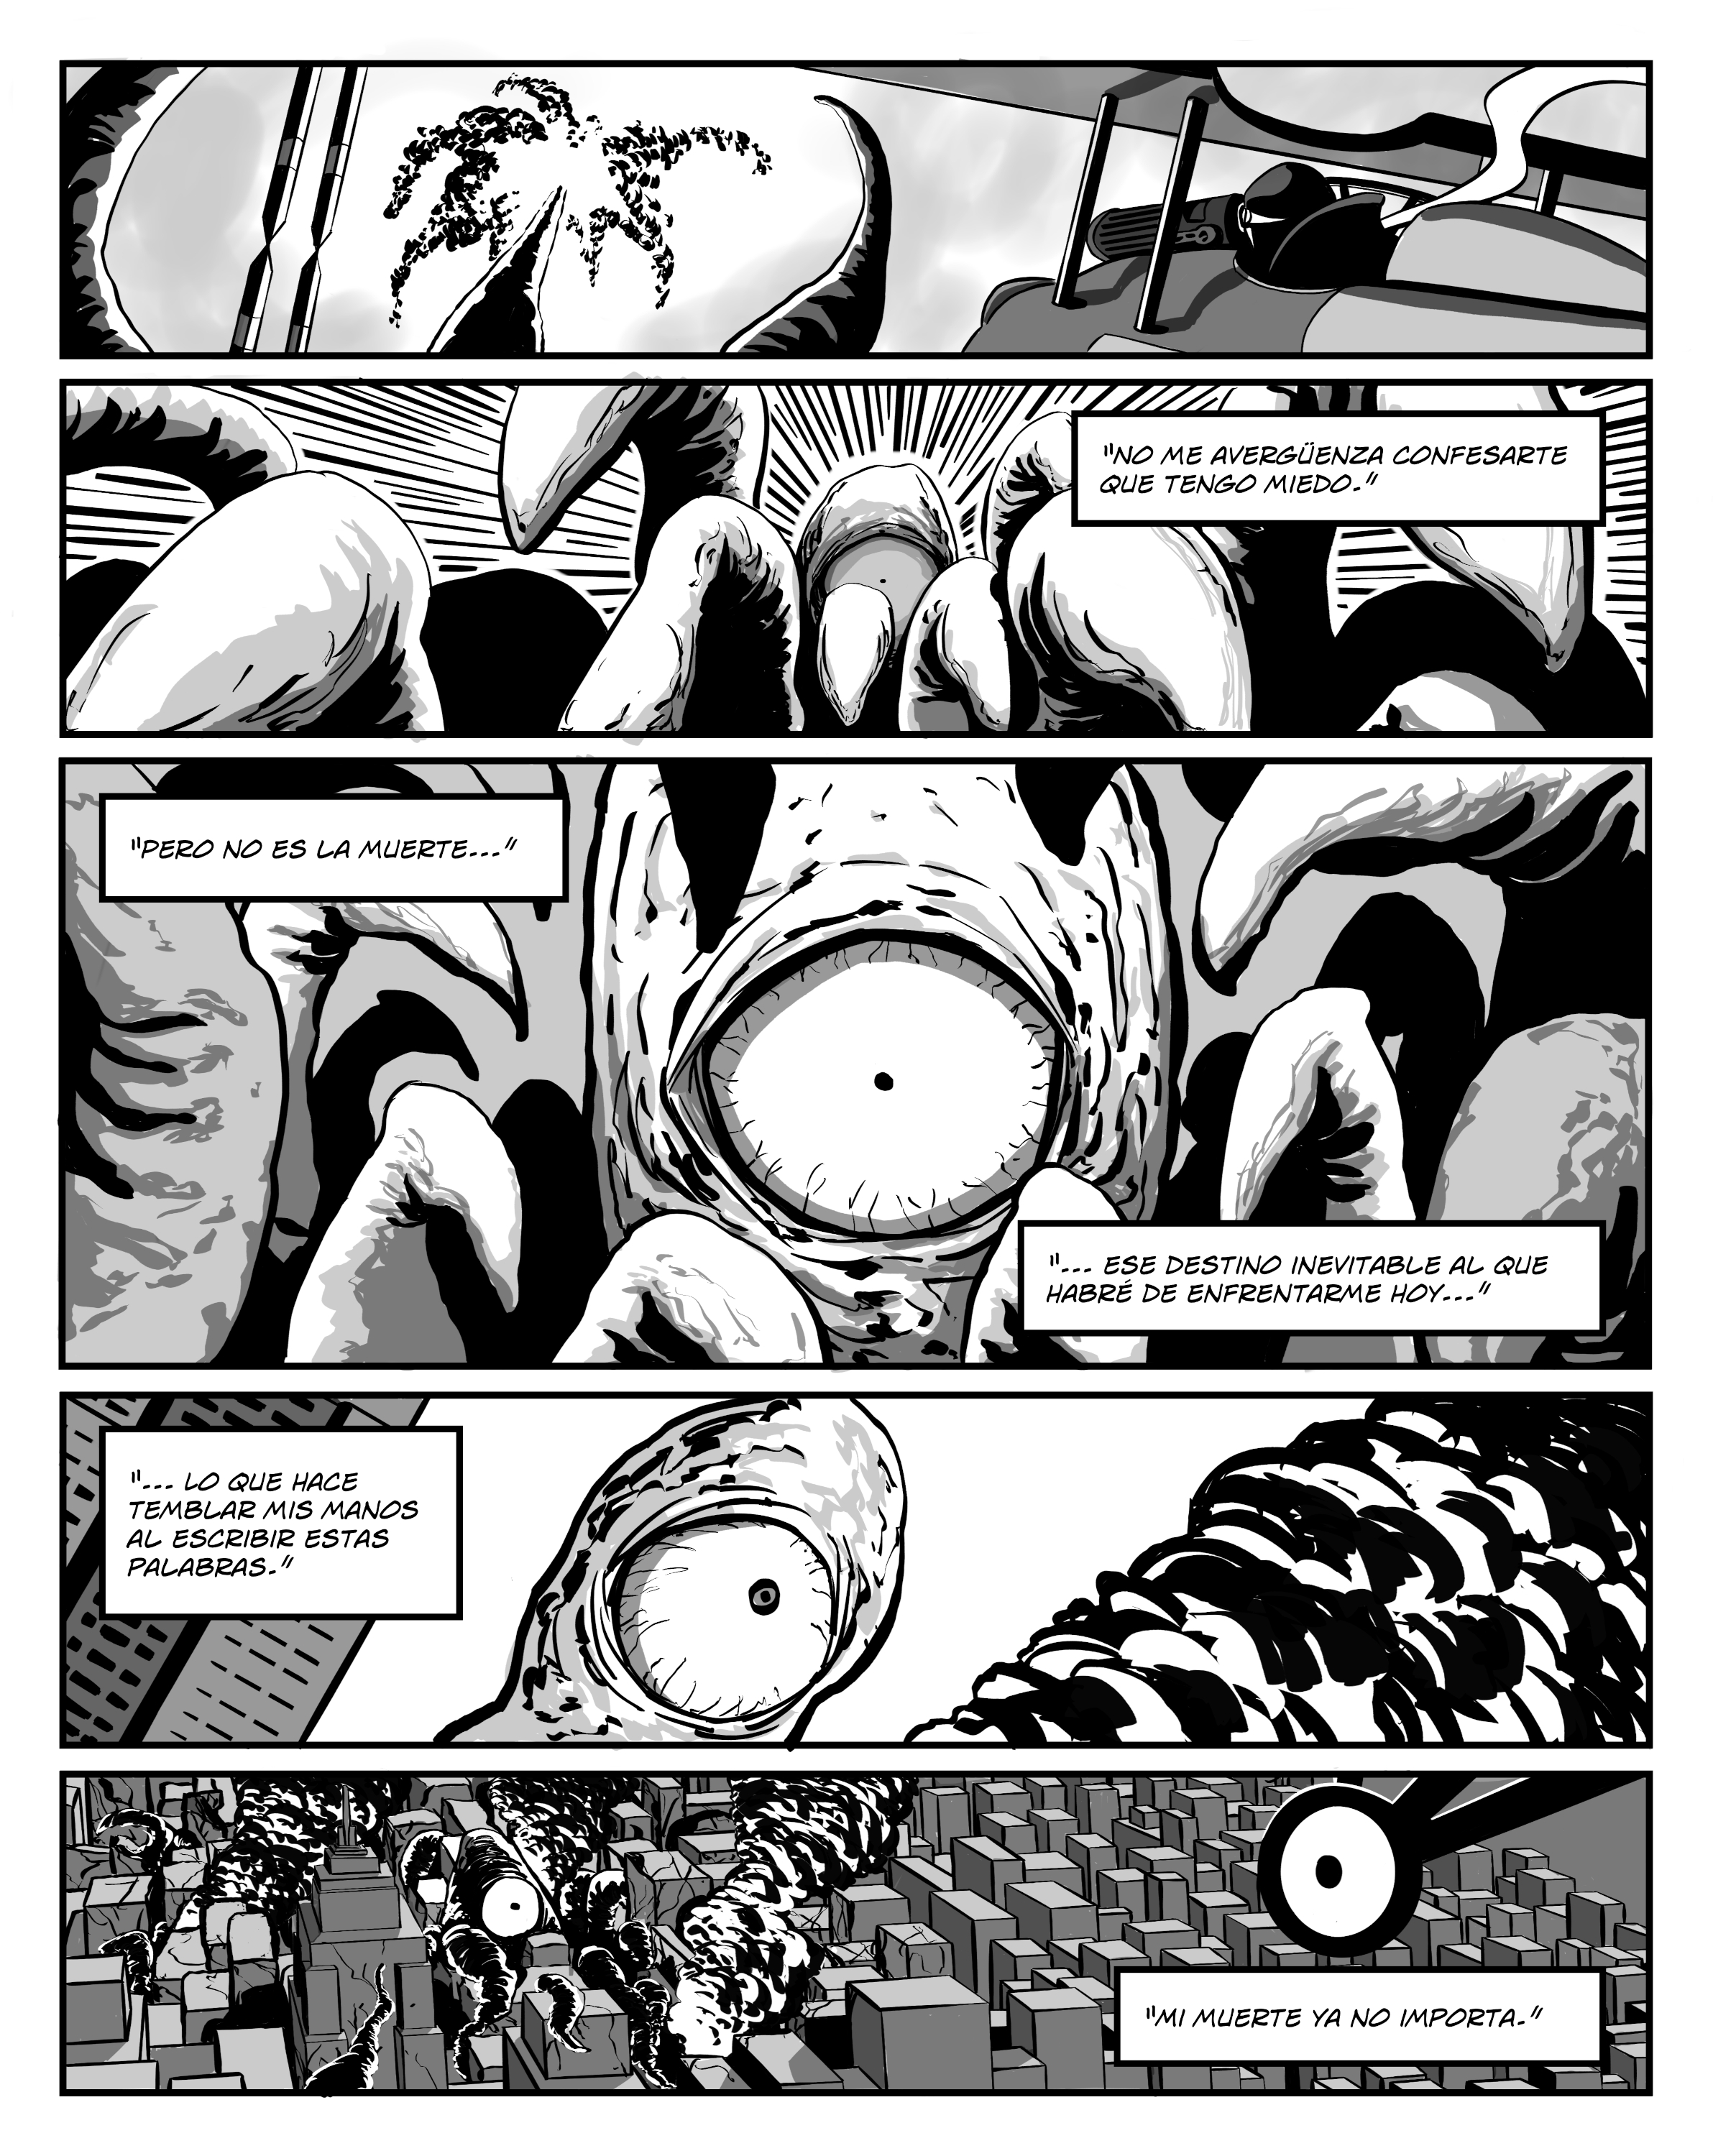 "NO ME AVERGÜENZA CONFESARTE
QUE TENGO MIEDO."
"PERO NO ES LA MUERTE..."
"... ESE DESTINO INEVITABLE AL QUE
HABRÉ DE ENFRENTARME HOY..."
"... LO QUE HACE
TEMBLAR MIS MANOS
AL ESCRIBIR ESTAS
PALABRAS."
"MI MUERTE YA NO IMPORTA."